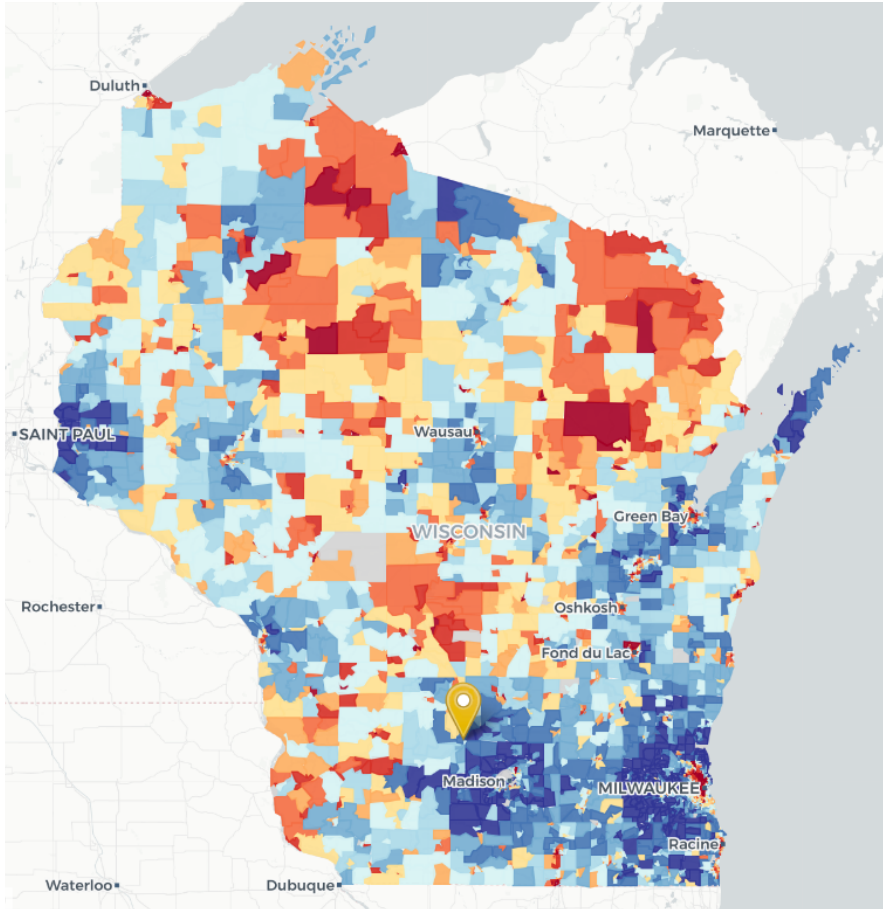 Duluth
Marquette
SAINT PAUL
Wausau
Green Bay
WISCONSIN
Rochester
Oshkosh
Fond du Lac
Madison
MILWAUKEE
Racine
Waterloo
Dubuque